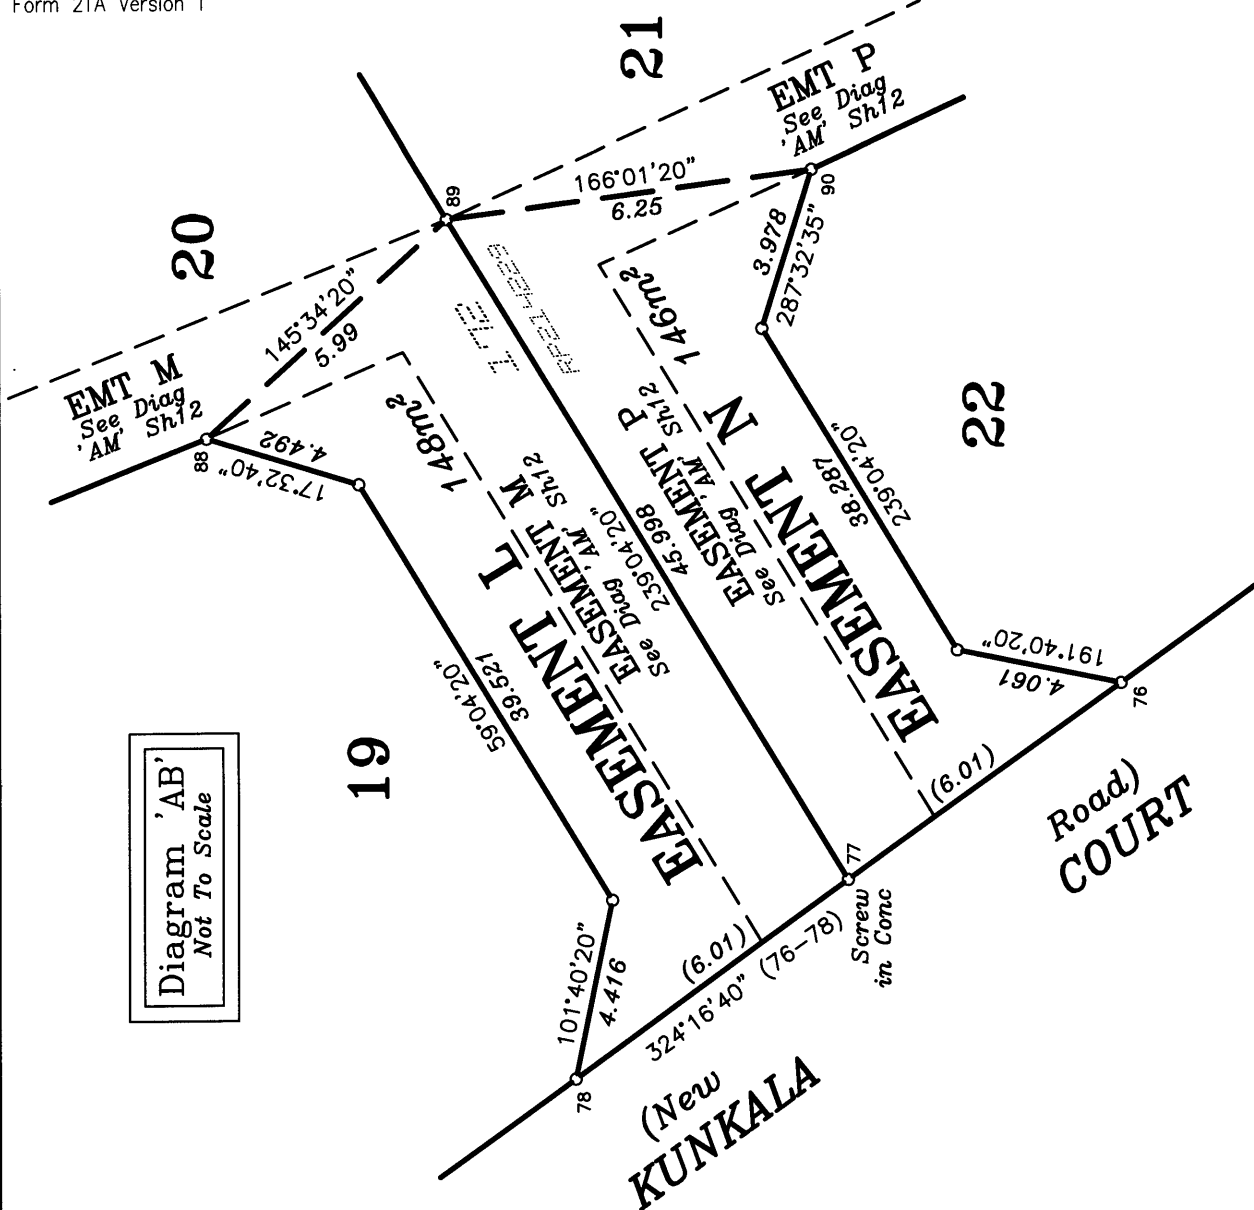 Form 21A Version 1
21
20
EMT P
See Diag
'AM' Sh12
166°01'20"
6.25
89
90
145°34'20"
5.99
EMT M
See Diag
'AM' Sh12
88
4.492
17°32'40"
3.978
287°32'35"
148m²
146m²
22
239°04'20"
38.287
EASEMENT P
See Diag 'AM' Sh12
EASEMENT N
239°04'20"
45.998
EASEMENT M
See Diag 'AM' Sh12
EASEMENT L
59°04'20"
39.521
19
Diagram 'AB'
Not To Scale
191°40'20"
4.061
76
(6.01)
Road)
COURT
77
Screw
in Conc
(6.01)
324°16'40" (76-78)
101°40'20"
4.416
78
(New
KUNKALA